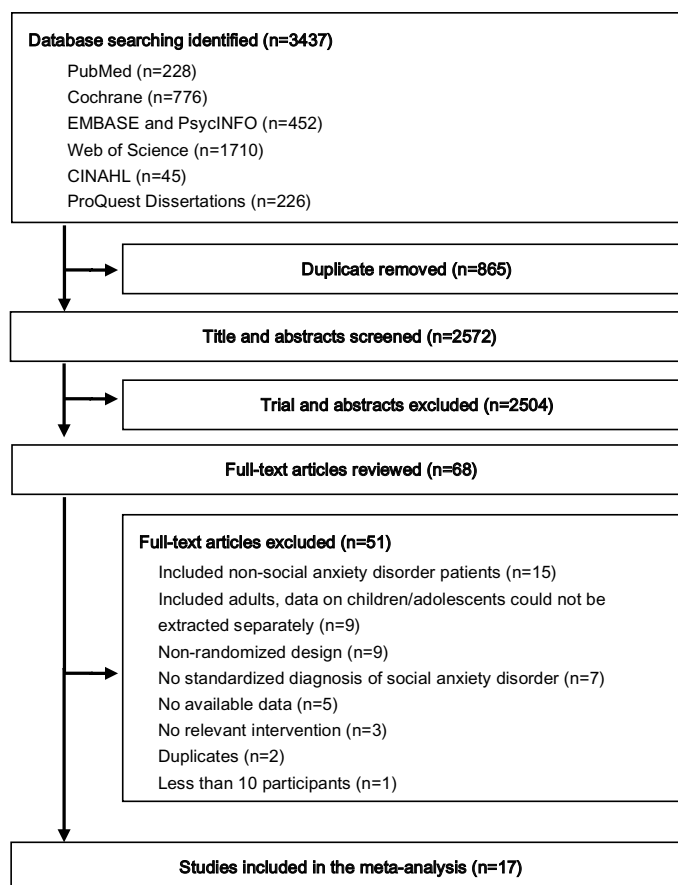 Database searching identified (n=3437)
PubMed (n=228)
Cochrane (n=776)
EMBASE and PsycINFO (n=452)
Web of Science (n=1710)
CINAHL (n=45)
ProQuest Dissertations (n=226)
Duplicate removed (n=865)
Title and abstracts screened (n=2572)
Trial and abstracts excluded (n=2504)
Full-text articles reviewed (n=68)
Full-text articles excluded (n=51)
Included non-social anxiety disorder patients (n=15)
Included adults, data on children/adolescents could not be
extracted separately (n=9)
Non-randomized design (n=9)
No standardized diagnosis of social anxiety disorder (n=7)
No available data (n=5)
No relevant intervention (n=3)
Duplicates (n=2)
Less than 10 participants (n=1)
Studies included in the meta-analysis (n=17)